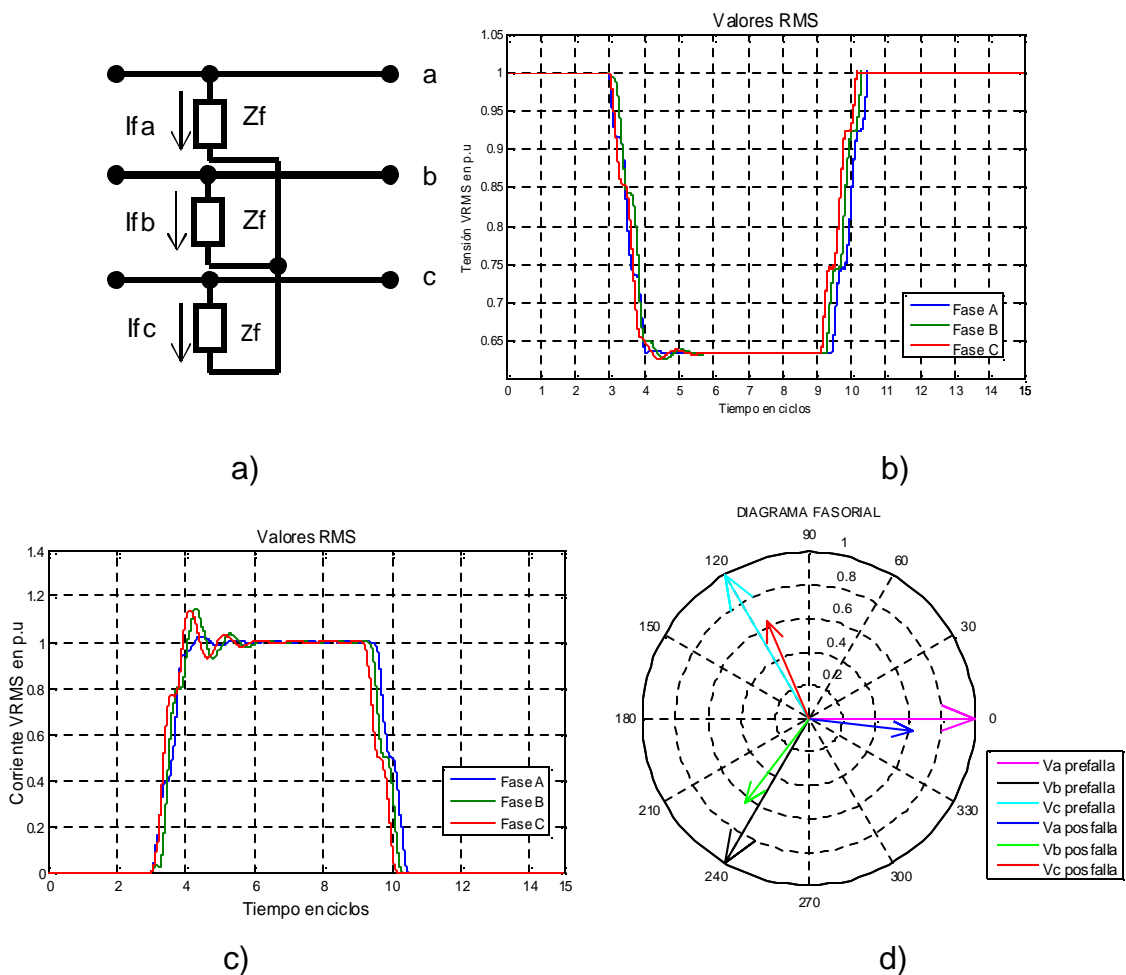 a
Ifa
Zf
b
Ifb
Zf
c
Ifc
Zf
a)
Valores RMS
Tensión VRMS en p.u
1.05
1
0.95
0.9
0.85
0.8
0.75
0.7
0.65
0 1 2 3 4 5 6 7 8 9 10 11 12 13 14 15
Tiempo en ciclos
Fase A
Fase B
Fase C
b)
Valores RMS
Corriente VRMS en p.u
1.4
1.2
1
0.8
0.6
0.4
0.2
0
0 2 4 6 8 10 12 14 15
Tiempo en ciclos
Fase A
Fase B
Fase C
c)
DIAGRAMA FASORIAL
90
1
120
60
0.8
0.6
150
30
0.4
0.2
180
0
210
330
240
300
270
Va prefalla
Vb prefalla
Vc prefalla
Va posfalla
Vb posfalla
Vc posfalla
d)